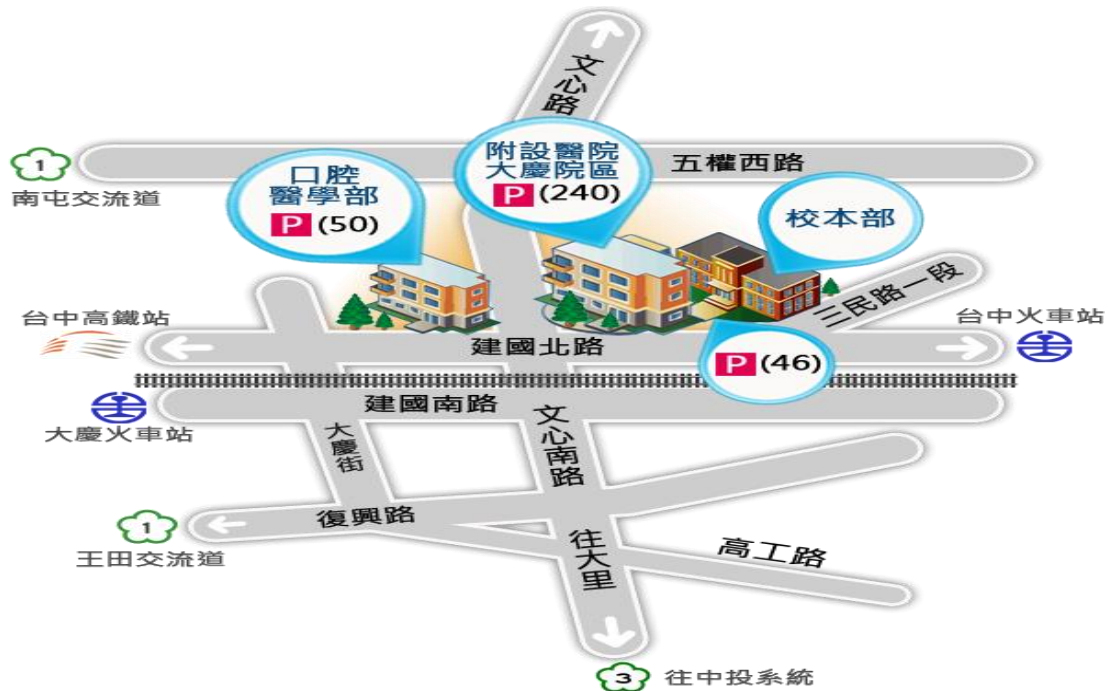 文心路
1
南屯交流道
五權西路
口腔
醫學部
P (50)
附設醫院
大慶院區
P (240)
校本部
三民路一段
台中高鐵站
建國北路
台中火車站
P (46)
大慶火車站
建國南路
大慶街
文心南路
1
王田交流道
復興路
往大里
高工路
3 往中投系統